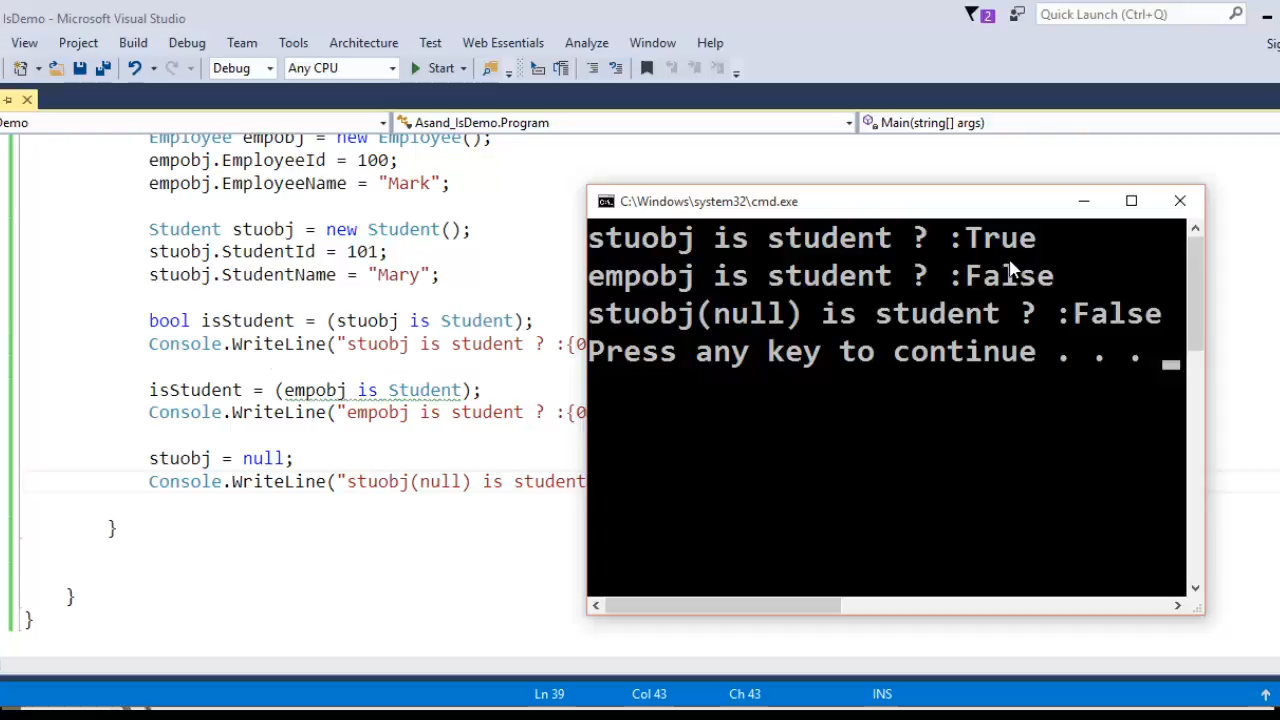 IsDemo - Microsoft Visual Studio
2
Quick Launch (Ctrl+Q)
View Project Build Debug Team Tools Architecture Test Web Essentials Analyze Window Help
Debug Any CPU Start
Demo Asand_IsDemo.Program Main(string[] args)
Employee empobj = new Employee();
empobj.EmployeeId = 100;
empobj.EmployeeName = "Mark";
Student stuobj = new Student();
stuobj.StudentId = 101;
stuobj.StudentName = "Mary";
bool isStudent = (stuobj is Student);
Console.WriteLine("stuobj is student ? :{0
isStudent = (empobj is Student);
Console.WriteLine("empobj is student ? :{0
stuobj = null;
Console.WriteLine("stuobj(null) is student
}
}
}
C:\Windows\system32\cmd.exe
stuobj is student ? :True
empobj is student ? :False
stuobj(null) is student ? :False
Press any key to continue . . .
Ln 39 Col 43 Ch 43 INS